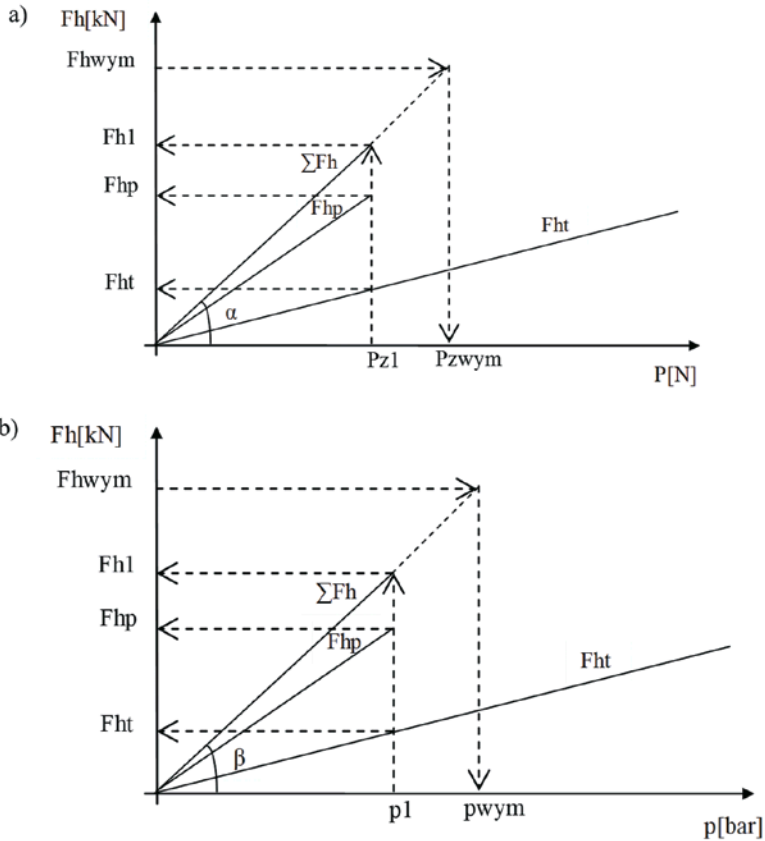 a)
Fh[kN]
Fhwym
Fh1
∑Fh
Fhp
Fhp
Fht
Fht
α
Pz1 Pzwym
P[N]
b)
Fh[kN]
Fhwym
Fh1
∑Fh
Fhp
Fhp
Fht
Fht
β
p1 pwym
p[bar]